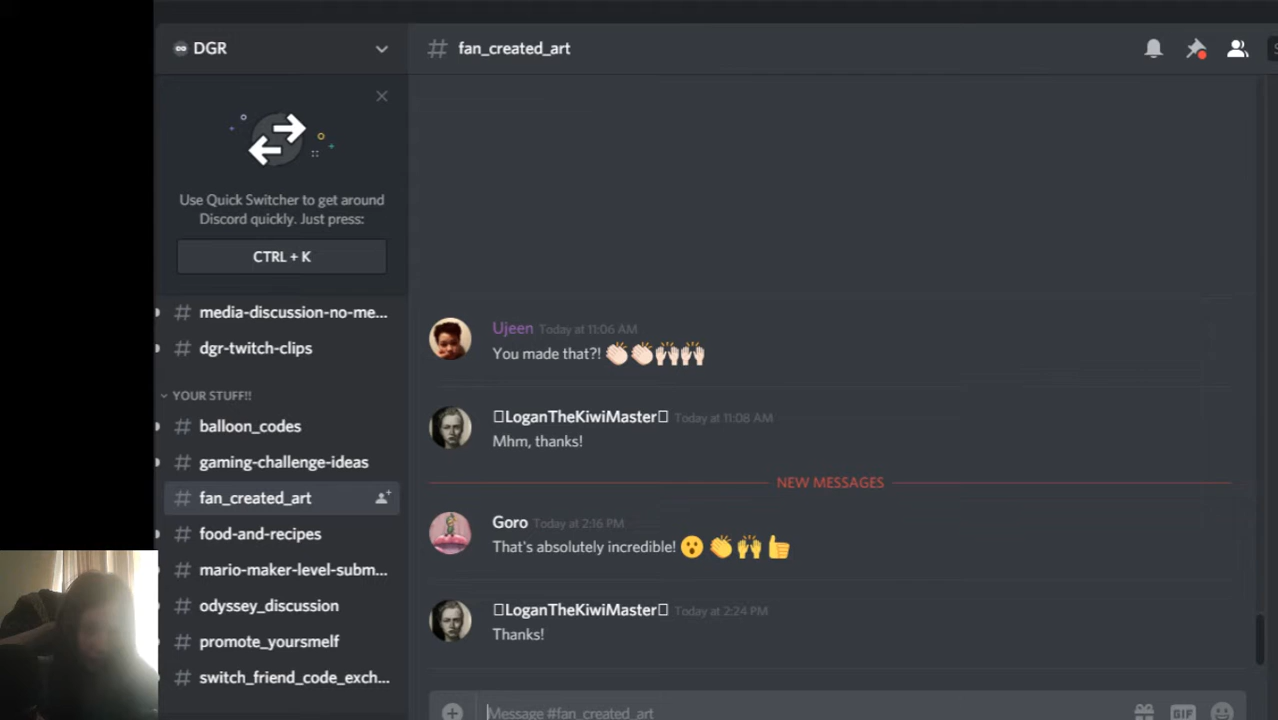 DGR
fan_created_art
Use Quick Switcher to get around
Discord quickly. Just press:
CTRL + K
media-discussion-no-me...
dgr-twitch-clips
YOUR STUFF!!
balloon_codes
gaming-challenge-ideas
fan_created_art
food-and-recipes
mario-maker-level-subm...
odyssey_discussion
promote_yoursmelf
switch_friend_code_exch...
Ujeen Today at 11:06 AM
You made that?! 👏🏻👏🏻🙌🏻🙌🏻
LoganTheKiwiMaster Today at 11:08 AM
Mhm, thanks!
NEW MESSAGES
Goro Today at 2:16 PM
That's absolutely incredible! 😮👏🙌👍
LoganTheKiwiMaster Today at 2:24 PM
Thanks!
Message #fan_created_art
GIF